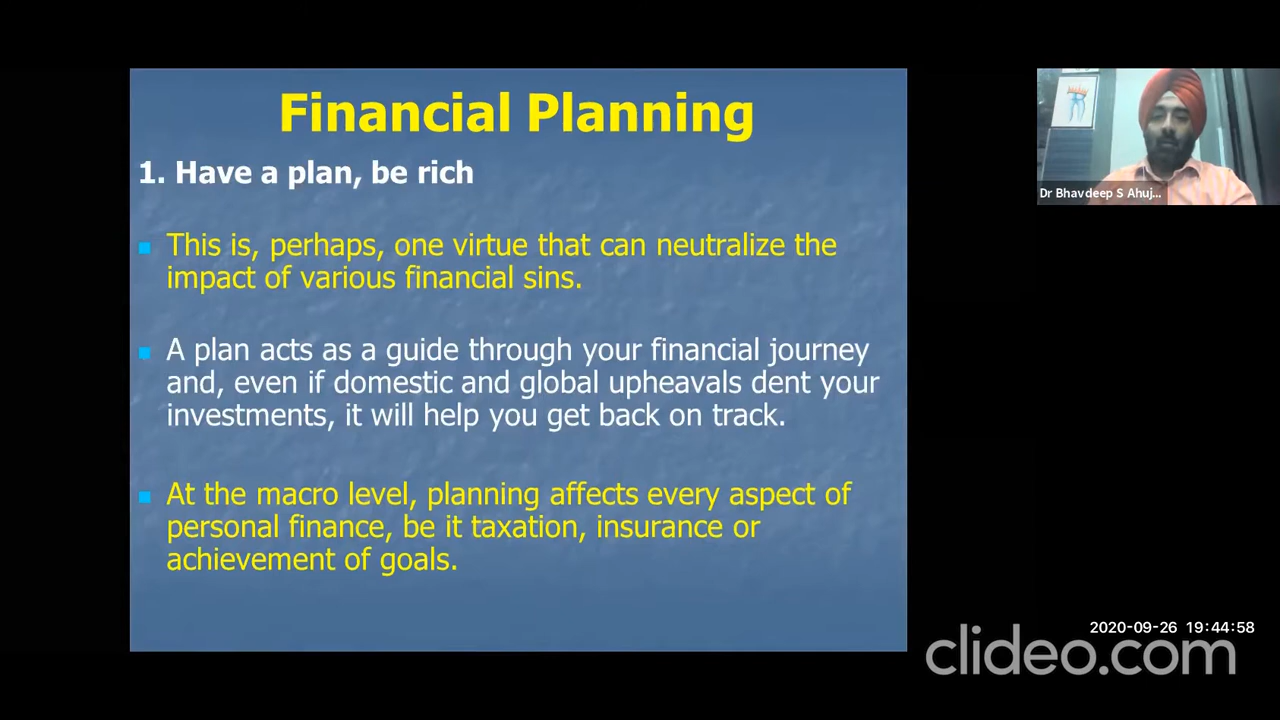 Financial Planning
1. Have a plan, be rich
This is, perhaps, one virtue that can neutralize the
impact of various financial sins.
A plan acts as a guide through your financial journey
and, even if domestic and global upheavals dent your
investments, it will help you get back on track.
At the macro level, planning affects every aspect of
personal finance, be it taxation, insurance or
achievement of goals.
Dr Bhavdeep S Ahuj...
2020-09-26 19:44:58
clideo.com